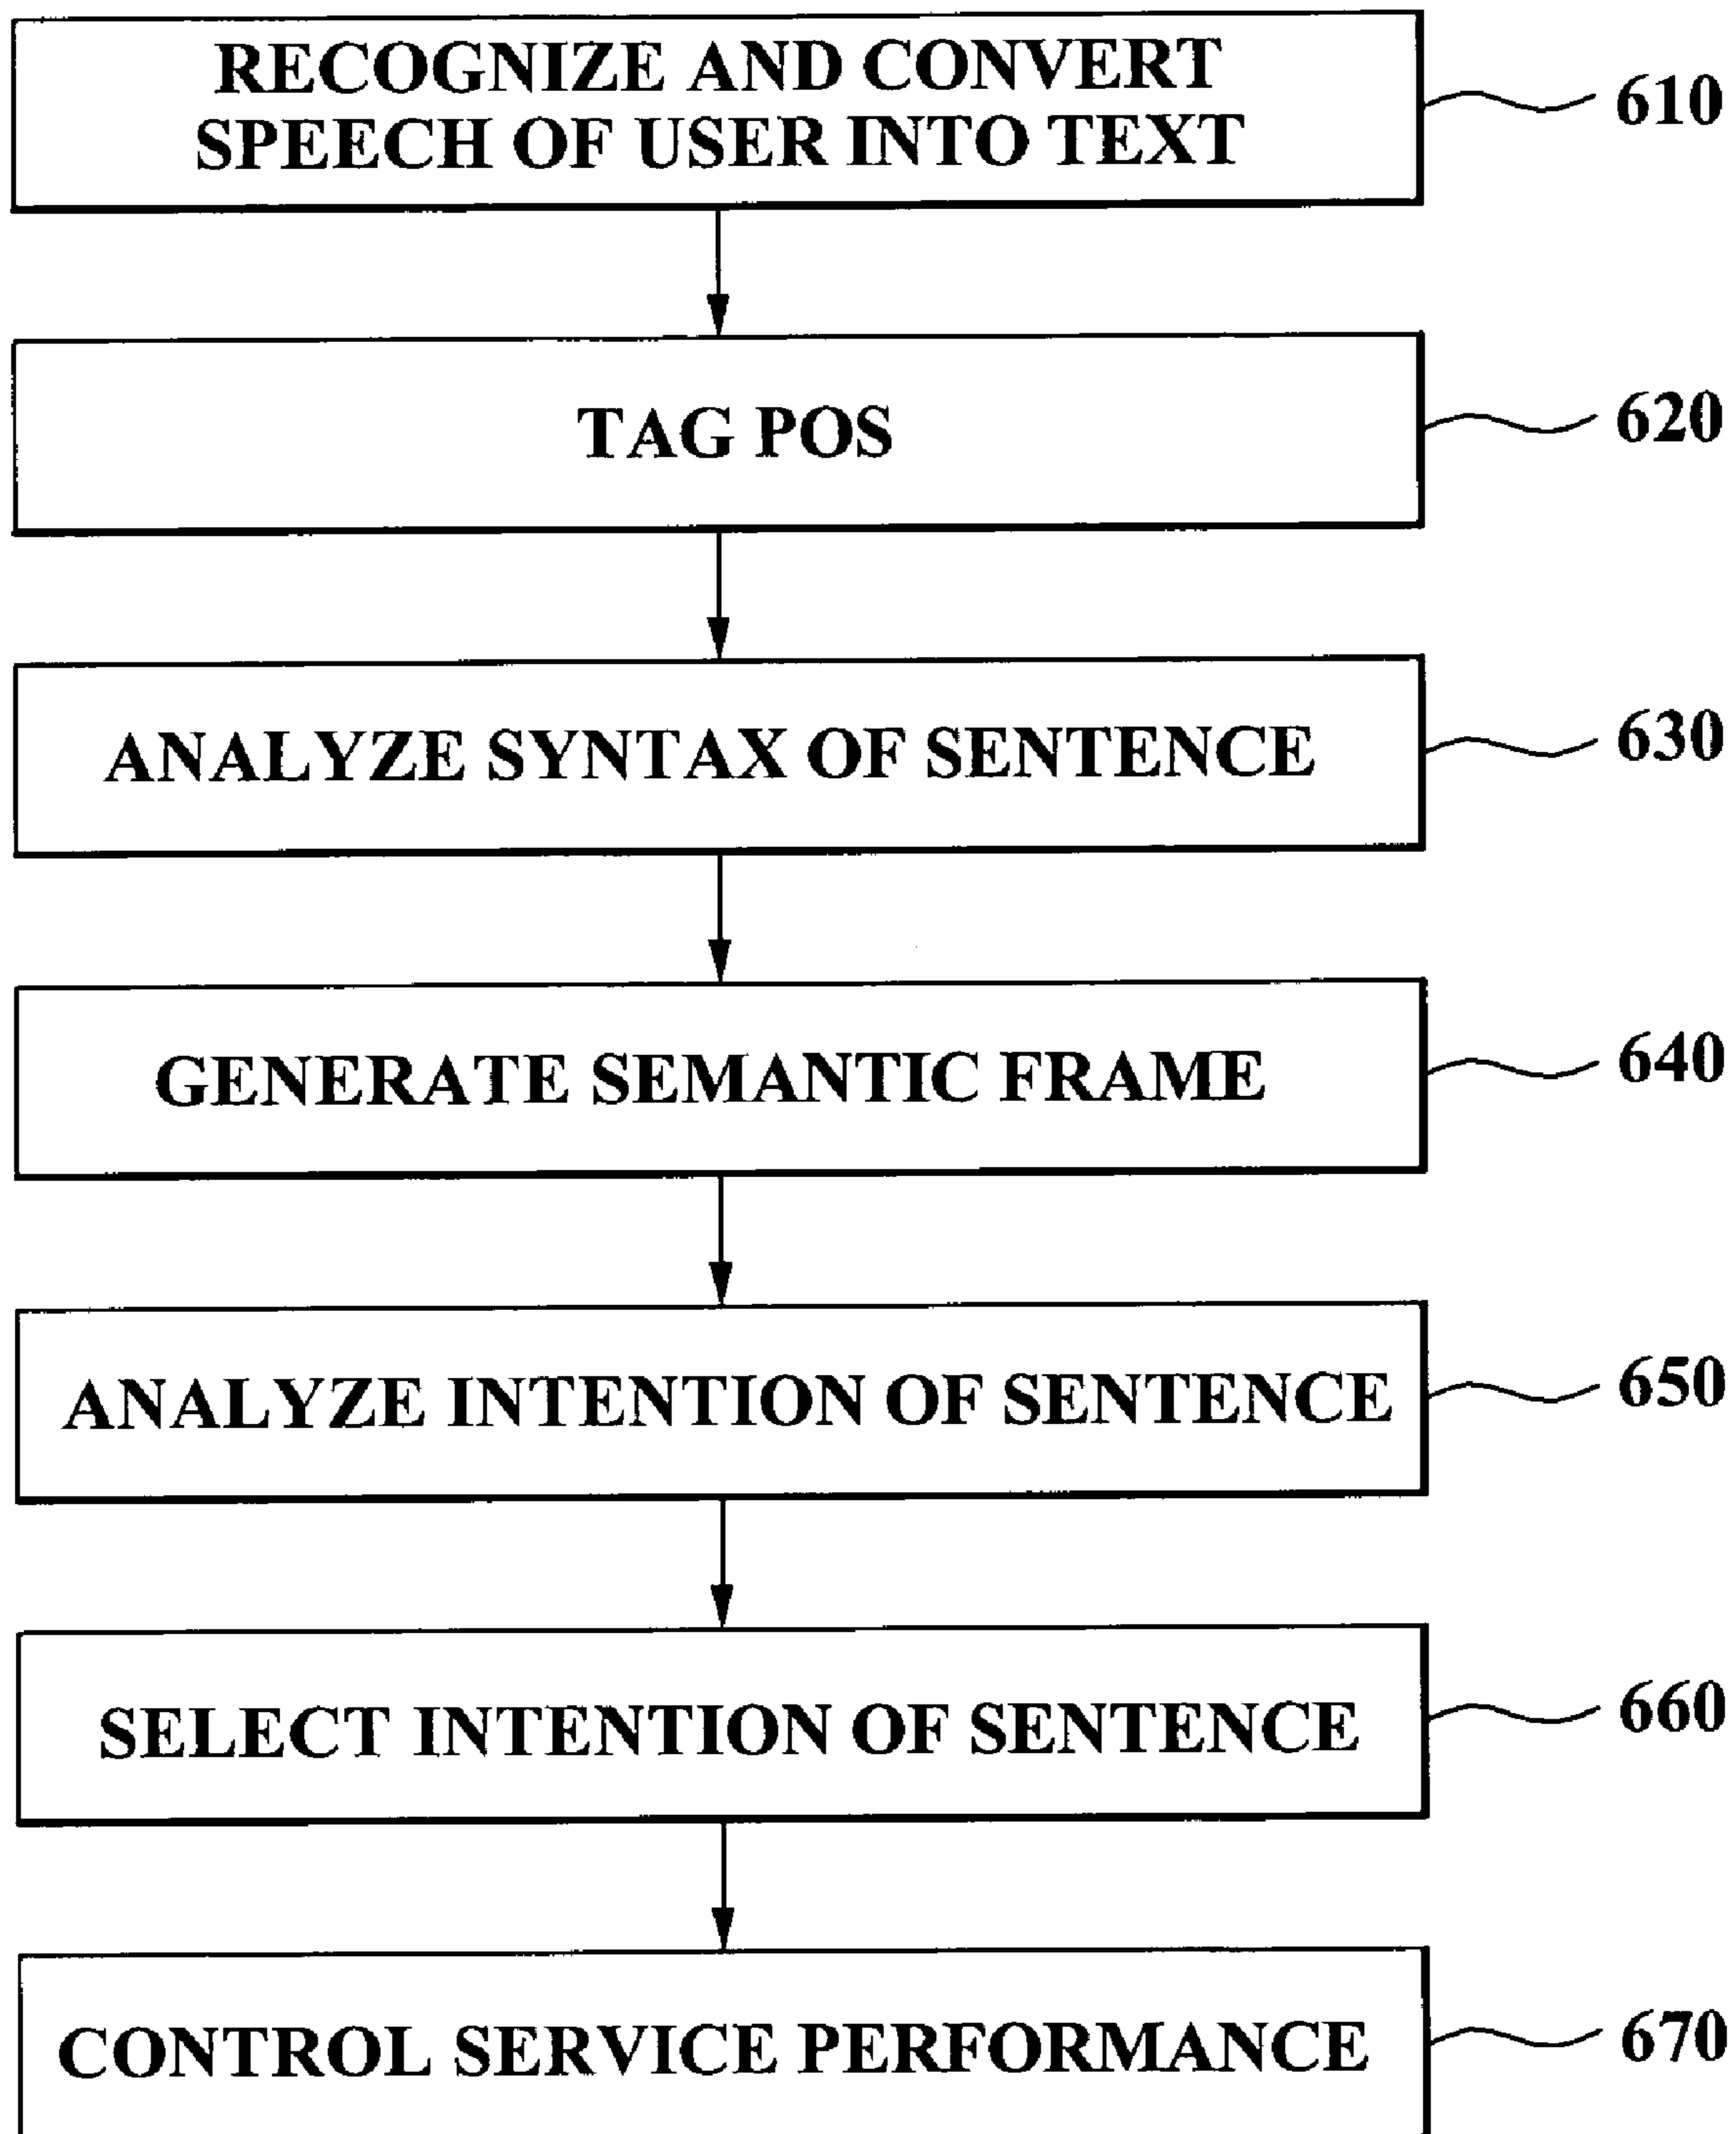 RECOGNIZE AND CONVERT
SPEECH OF USER INTO TEXT
610
TAG POS
620
ANALYZE SYNTAX OF SENTENCE
630
GENERATE SEMANTIC FRAME
640
ANALYZE INTENTION OF SENTENCE
650
SELECT INTENTION OF SENTENCE
660
CONTROL SERVICE PERFORMANCE
670